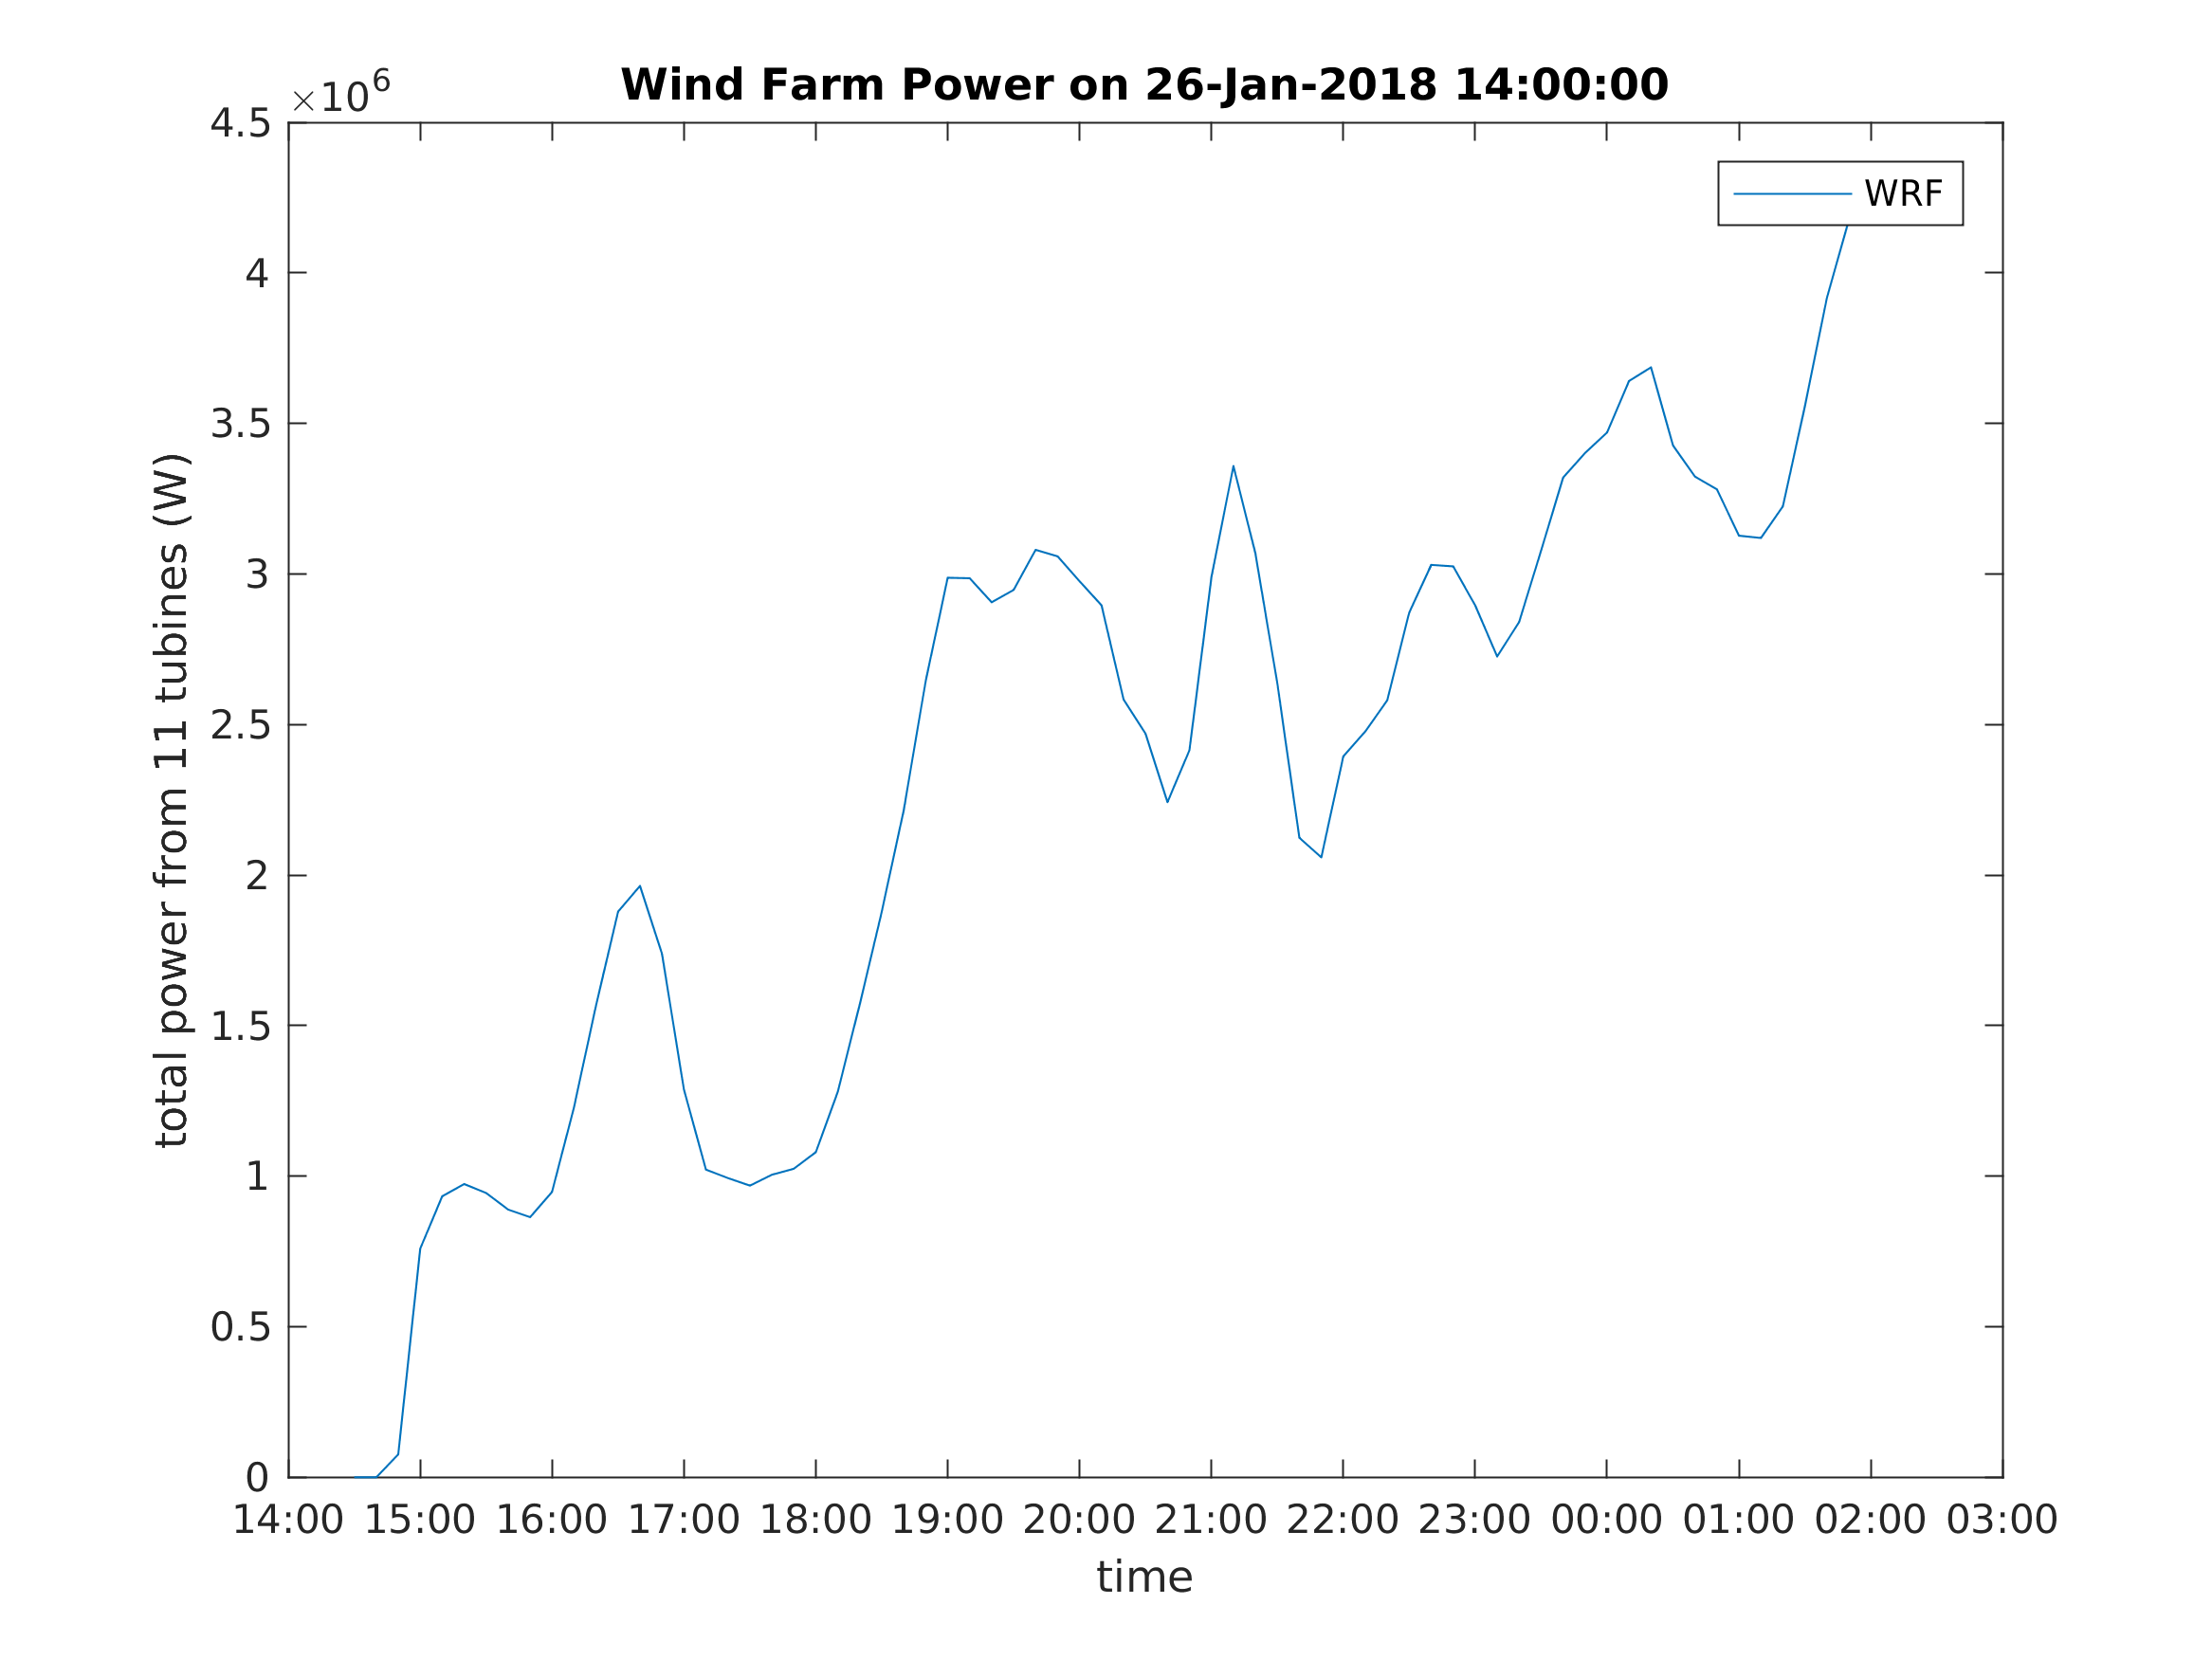 Wind Farm Power on 26-Jan-2018 14:00:00
×10⁶
4.5
4
3.5
3
2.5
2
1.5
1
0.5
0
total power from 11 tubines (W)
WRF
14:00 15:00 16:00 17:00 18:00 19:00 20:00 21:00 22:00 23:00 00:00 01:00 02:00 03:00
time